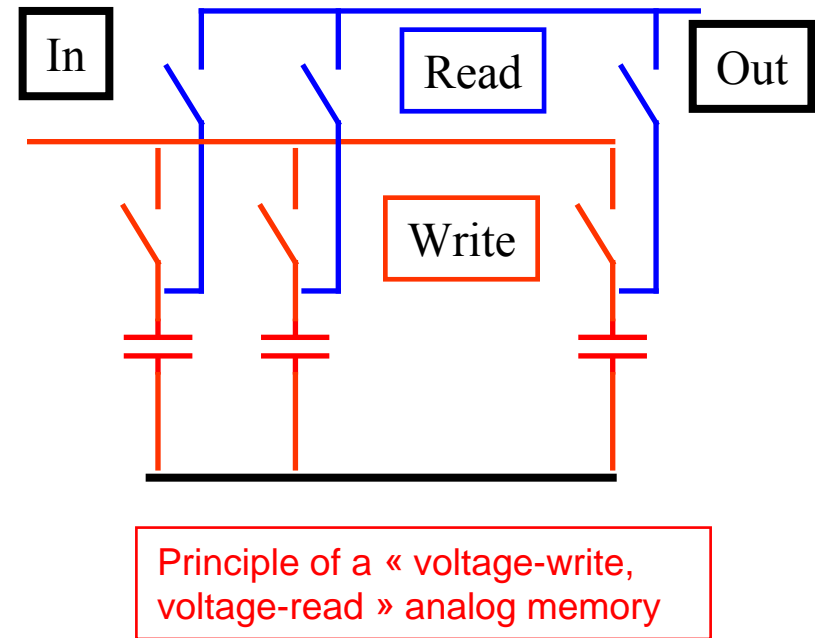 In
Read
Out
Write
Principle of a « voltage-write,
voltage-read » analog memory